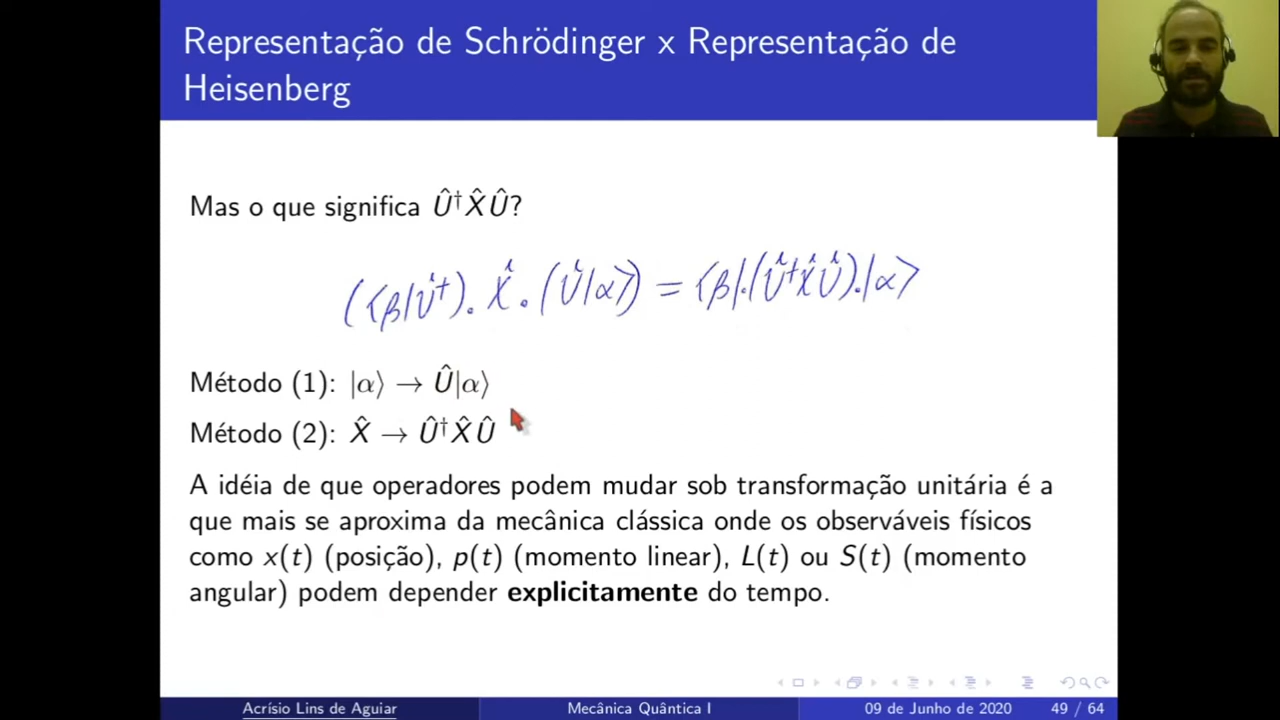 Representação de Schrödinger x Representação de
Heisenberg
Mas o que significa Û†X̂Û?
(⟨β|Û†).X̂.(Û|α⟩) = ⟨β|.(Û†X̂Û).|α⟩
Método (1): |α⟩ → Û|α⟩
Método (2): X̂ → Û†X̂Û
A idéia de que operadores podem mudar sob transformação unitária é a
que mais se aproxima da mecânica clássica onde os observáveis físicos
como x(t) (posição), p(t) (momento linear), L(t) ou S(t) (momento
angular) podem depender explicitamente do tempo.
Acrísio Lins de Aguiar Mecânica Quântica I 09 de Junho de 2020 49 / 64